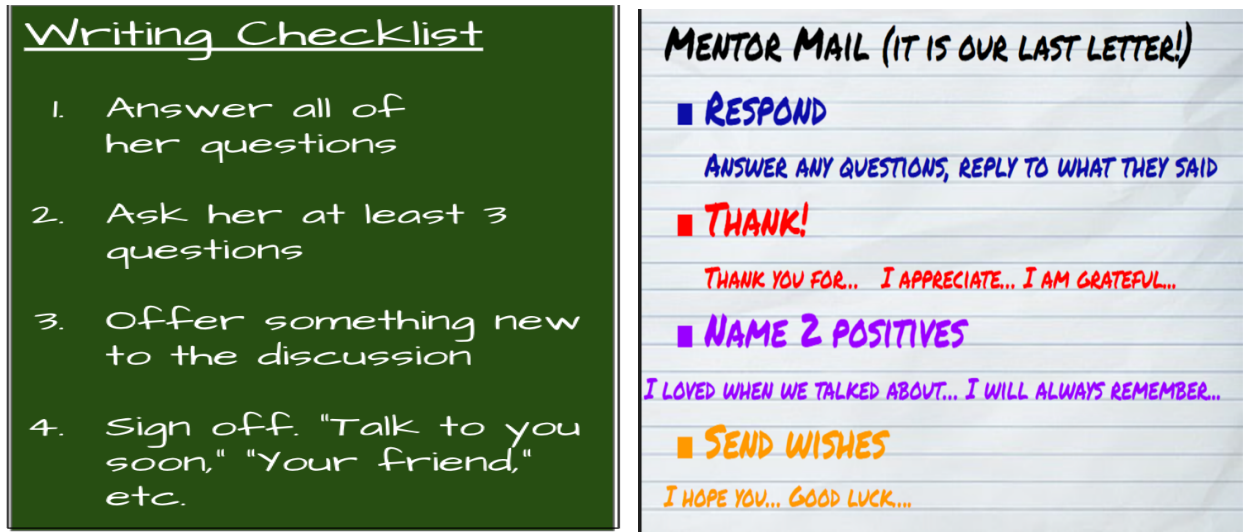 Writing Checklist
1. Answer all of
her questions
2. Ask her at least 3
questions
3. Offer something new
to the discussion
4. Sign off. "Talk to you
soon," "Your friend,"
etc.
Mentor Mail (it is our last letter!)
■ Respond
Answer any questions, reply to what they said
■ Thank!
Thank you for... I appreciate... I am grateful...
■ Name 2 positives
I loved when we talked about... I will always remember...
■ Send wishes
I hope you... Good luck....